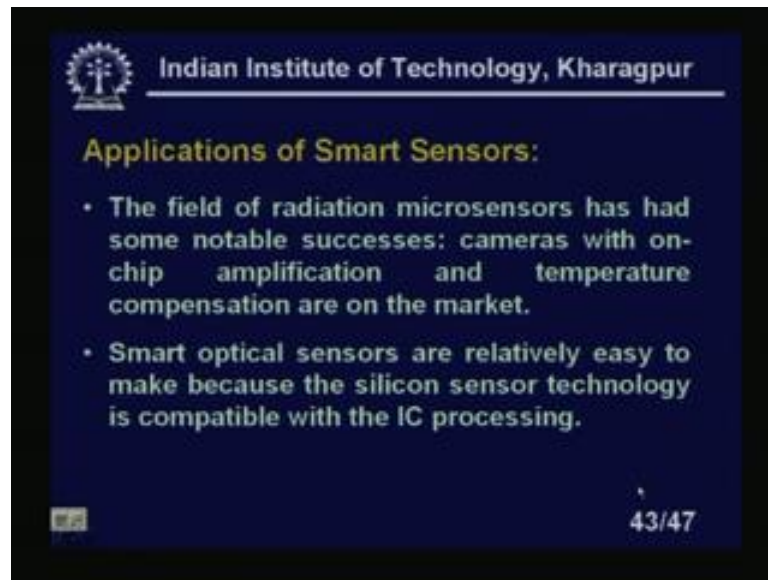 Indian Institute of Technology, Kharagpur
Applications of Smart Sensors:
• The field of radiation microsensors has had
some notable successes: cameras with on-
chip amplification and temperature
compensation are on the market.
• Smart optical sensors are relatively easy to
make because the silicon sensor technology
is compatible with the IC processing.
43/47